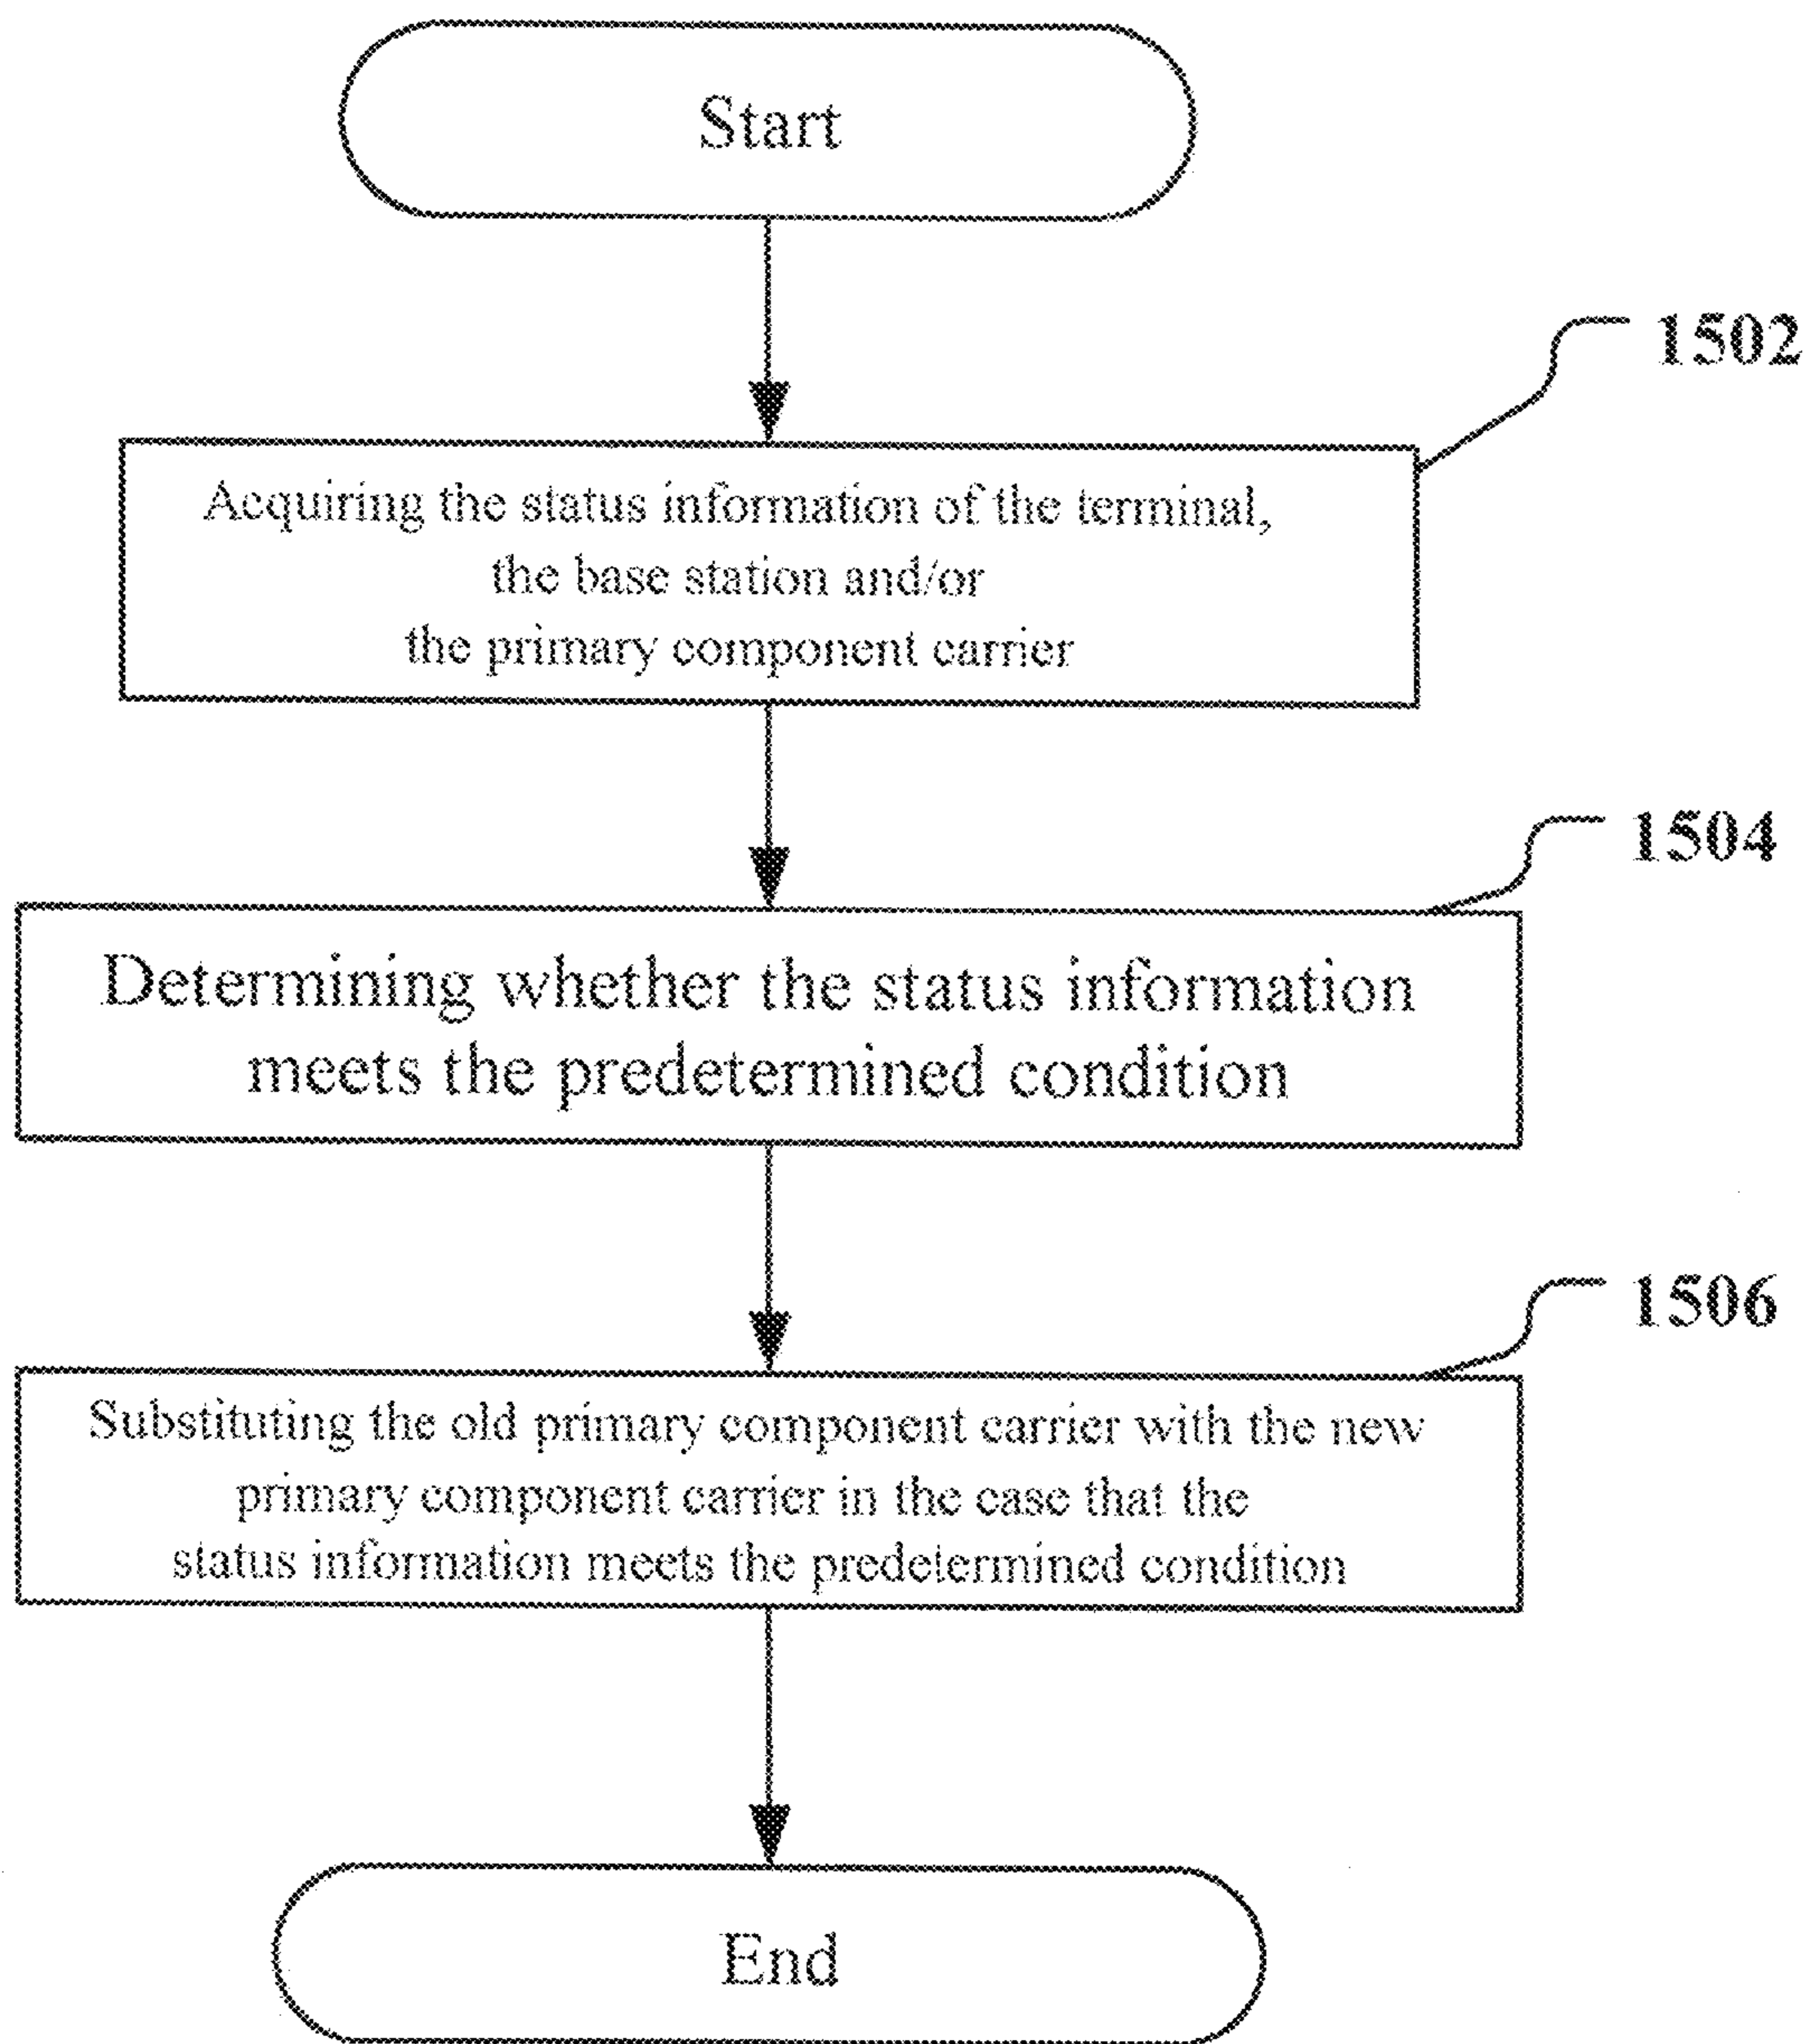 Start
1502
Acquiring the status information of the terminal,
the base station and/or
the primary component carrier
1504
Determining whether the status information
meets the predetermined condition
1506
Substituting the old primary component carrier with the new
primary component carrier in the case that the
status information meets the predetermined condition
End